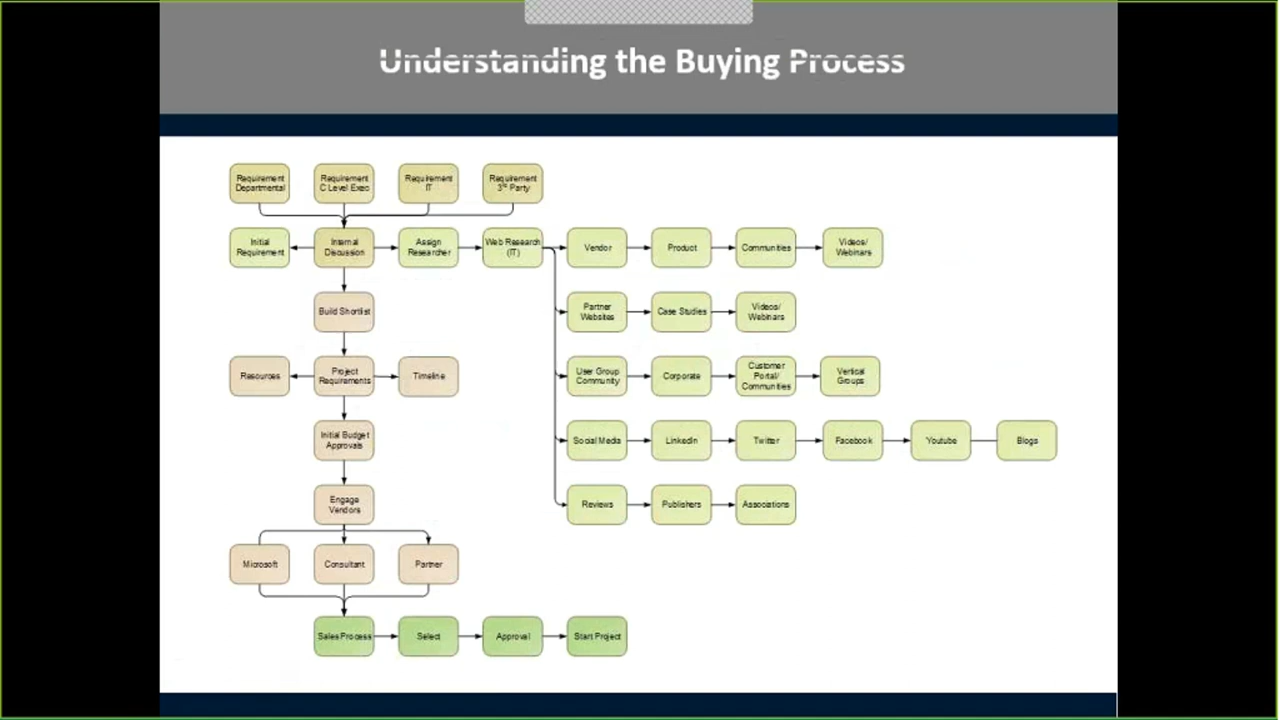 Understanding the Buying Process
Requirement
Departmental
Requirement
C Level Exec
Requirement
IT
Requirement
3rd Party
Initial
Requirement
Internal
Discussion
Assign
Researcher
Web Research
(IT)
Vendor
Product
Communities
Videos/
Webinars
Build Shortlist
Partner
Websites
Case Studies
Videos/
Webinars
Resources
Project
Requirements
Timeline
User Group
Community
Corporate
Customer
Portal/
Communities
Vertical
Groups
Initial Budget
Approvals
Social Media
LinkedIn
Twitter
Facebook
Youtube
Blogs
Engage
Vendors
Reviews
Publishers
Associations
Microsoft
Consultant
Partner
Sales Process
Select
Approval
Start Project